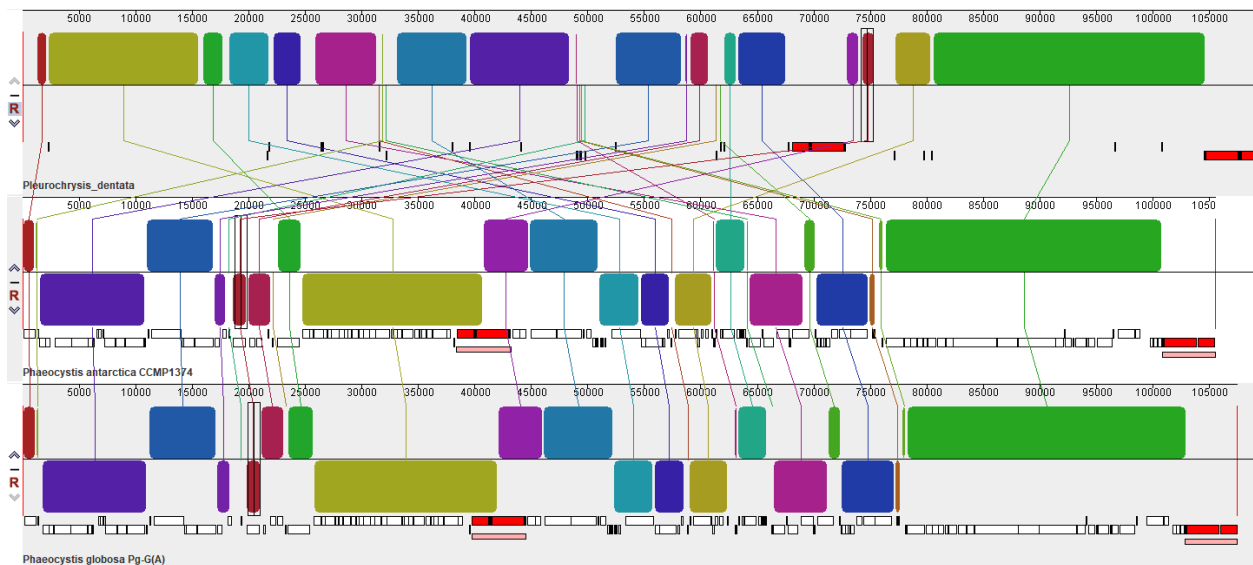 5000 10000 15000 20000 25000 30000 35000 40000 45000 50000 55000 60000 65000 70000 75000 80000 85000 90000 95000 100000 105000
R
Pleurochrysis_dentata
5000 10000 15000 20000 25000 30000 35000 40000 45000 50000 55000 60000 65000 70000 75000 80000 85000 90000 95000 100000 1050
R
Phaeocystis antarctica CCMP1374
5000 10000 15000 20000 25000 30000 35000 40000 45000 50000 55000 60000 65000 70000 75000 80000 85000 90000 95000 100000 105000
R
Phaeocystis globosa Pg-G(A)